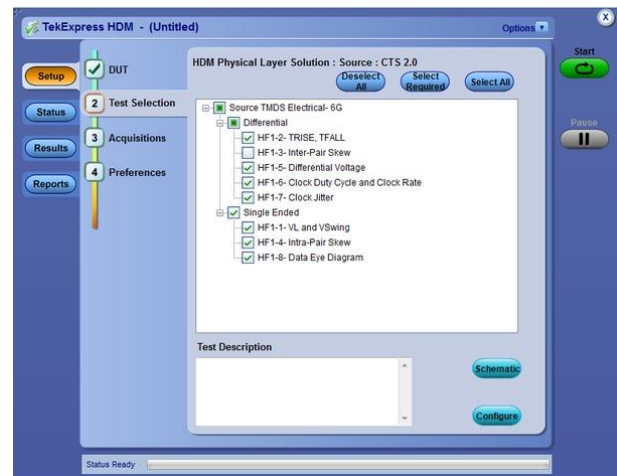 TekExpress HDM - (Untitled)
Options
x
Start
Pause
Setup
Status
Results
Reports
DUT
2 Test Selection
3 Acquisitions
4 Preferences
HDM Physical Layer Solution : Source : CTS 2.0
Deselect All
Select Required
Select All
Source TMDS Electrical- 6G
Differential
HF1-2- TRISE, TFALL
HF1-3- Inter-Pair Skew
HF1-5- Differential Voltage
HF1-6- Clock Duty Cycle and Clock Rate
HF1-7- Clock Jitter
Single Ended
HF1-1- VL and VSwing
HF1-4- Intra-Pair Skew
HF1-8- Data Eye Diagram
Test Description
Schematic
Configure
Status Ready